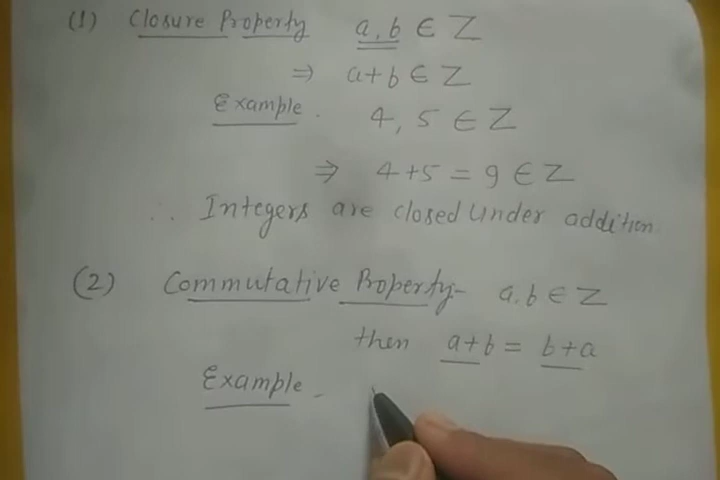 (1) Closure Property a, b ∈ Z
⇒ a+b ∈ Z
Example. 4, 5 ∈ Z
⇒ 4+5 = 9 ∈ Z
∴ Integers are closed under addition
(2) Commutative Property- a, b ∈ Z
then a+b = b+a
Example -